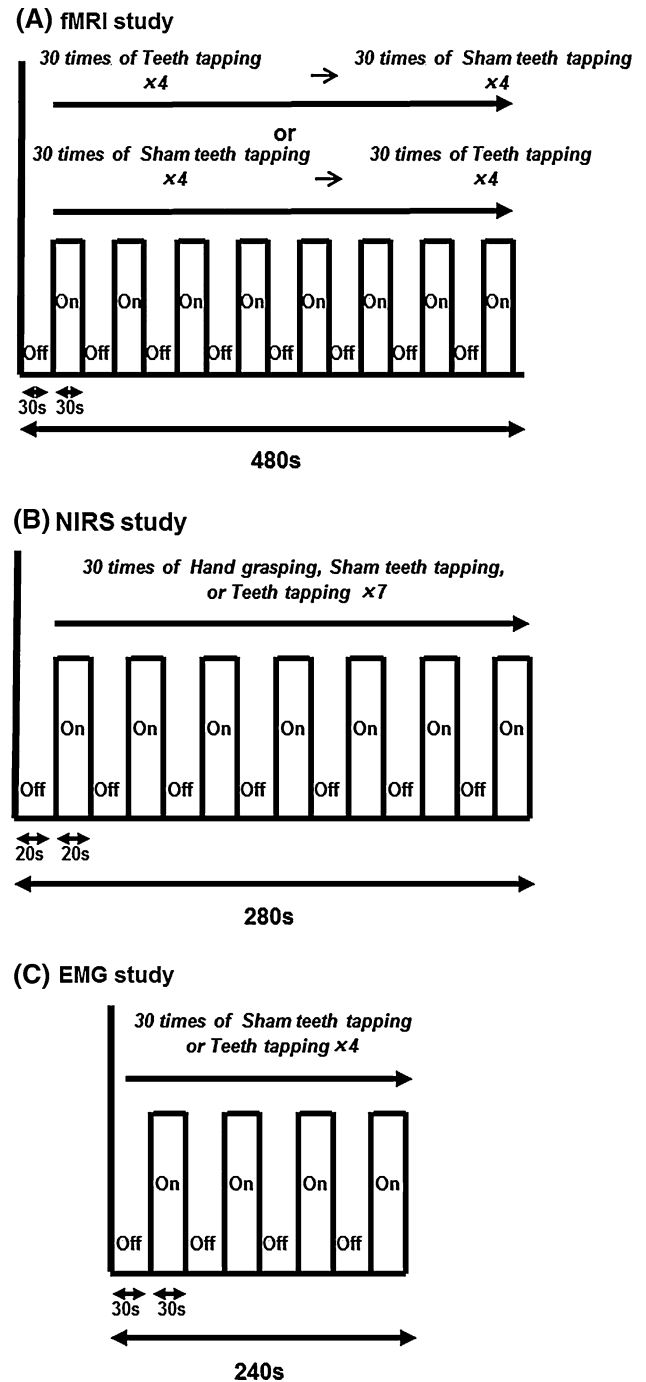 (A) fMRI study
30 times of Teeth tapping → 30 times of Sham teeth tapping
×4 ×4
or
30 times of Sham teeth tapping → 30 times of Teeth tapping
×4 ×4
On On On On On On On On
Off Off Off Off Off Off Off Off
30s 30s
480s
(B) NIRS study
30 times of Hand grasping, Sham teeth tapping,
or Teeth tapping ×7
On On On On On On On
Off Off Off Off Off Off Off
20s 20s
280s
(C) EMG study
30 times of Sham teeth tapping
or Teeth tapping ×4
On On On On
Off Off Off Off
30s 30s
240s